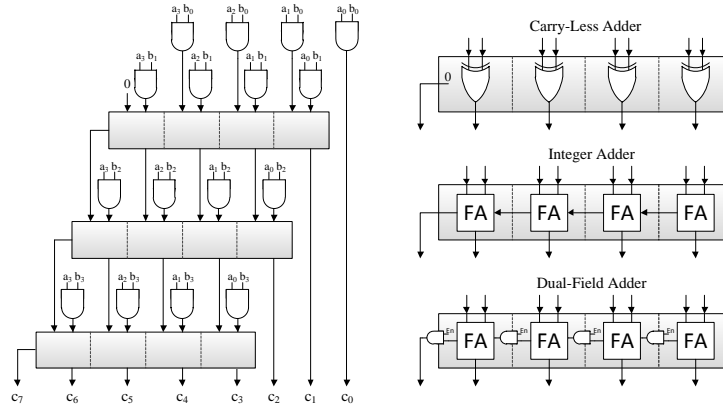 a₃ b₀ a₂ b₀ a₁ b₀ a₀ b₀
0 a₃ b₁ a₂ b₁ a₁ b₁ a₀ b₁
a₃ b₂ a₂ b₂ a₁ b₂ a₀ b₂
a₃ b₃ a₂ b₃ a₁ b₃ a₀ b₃
c₇ c₆ c₅ c₄ c₃ c₂ c₁ c₀
Carry-Less Adder
0
Integer Adder
FA FA FA FA
Dual-Field Adder
En FA En FA En FA En FA